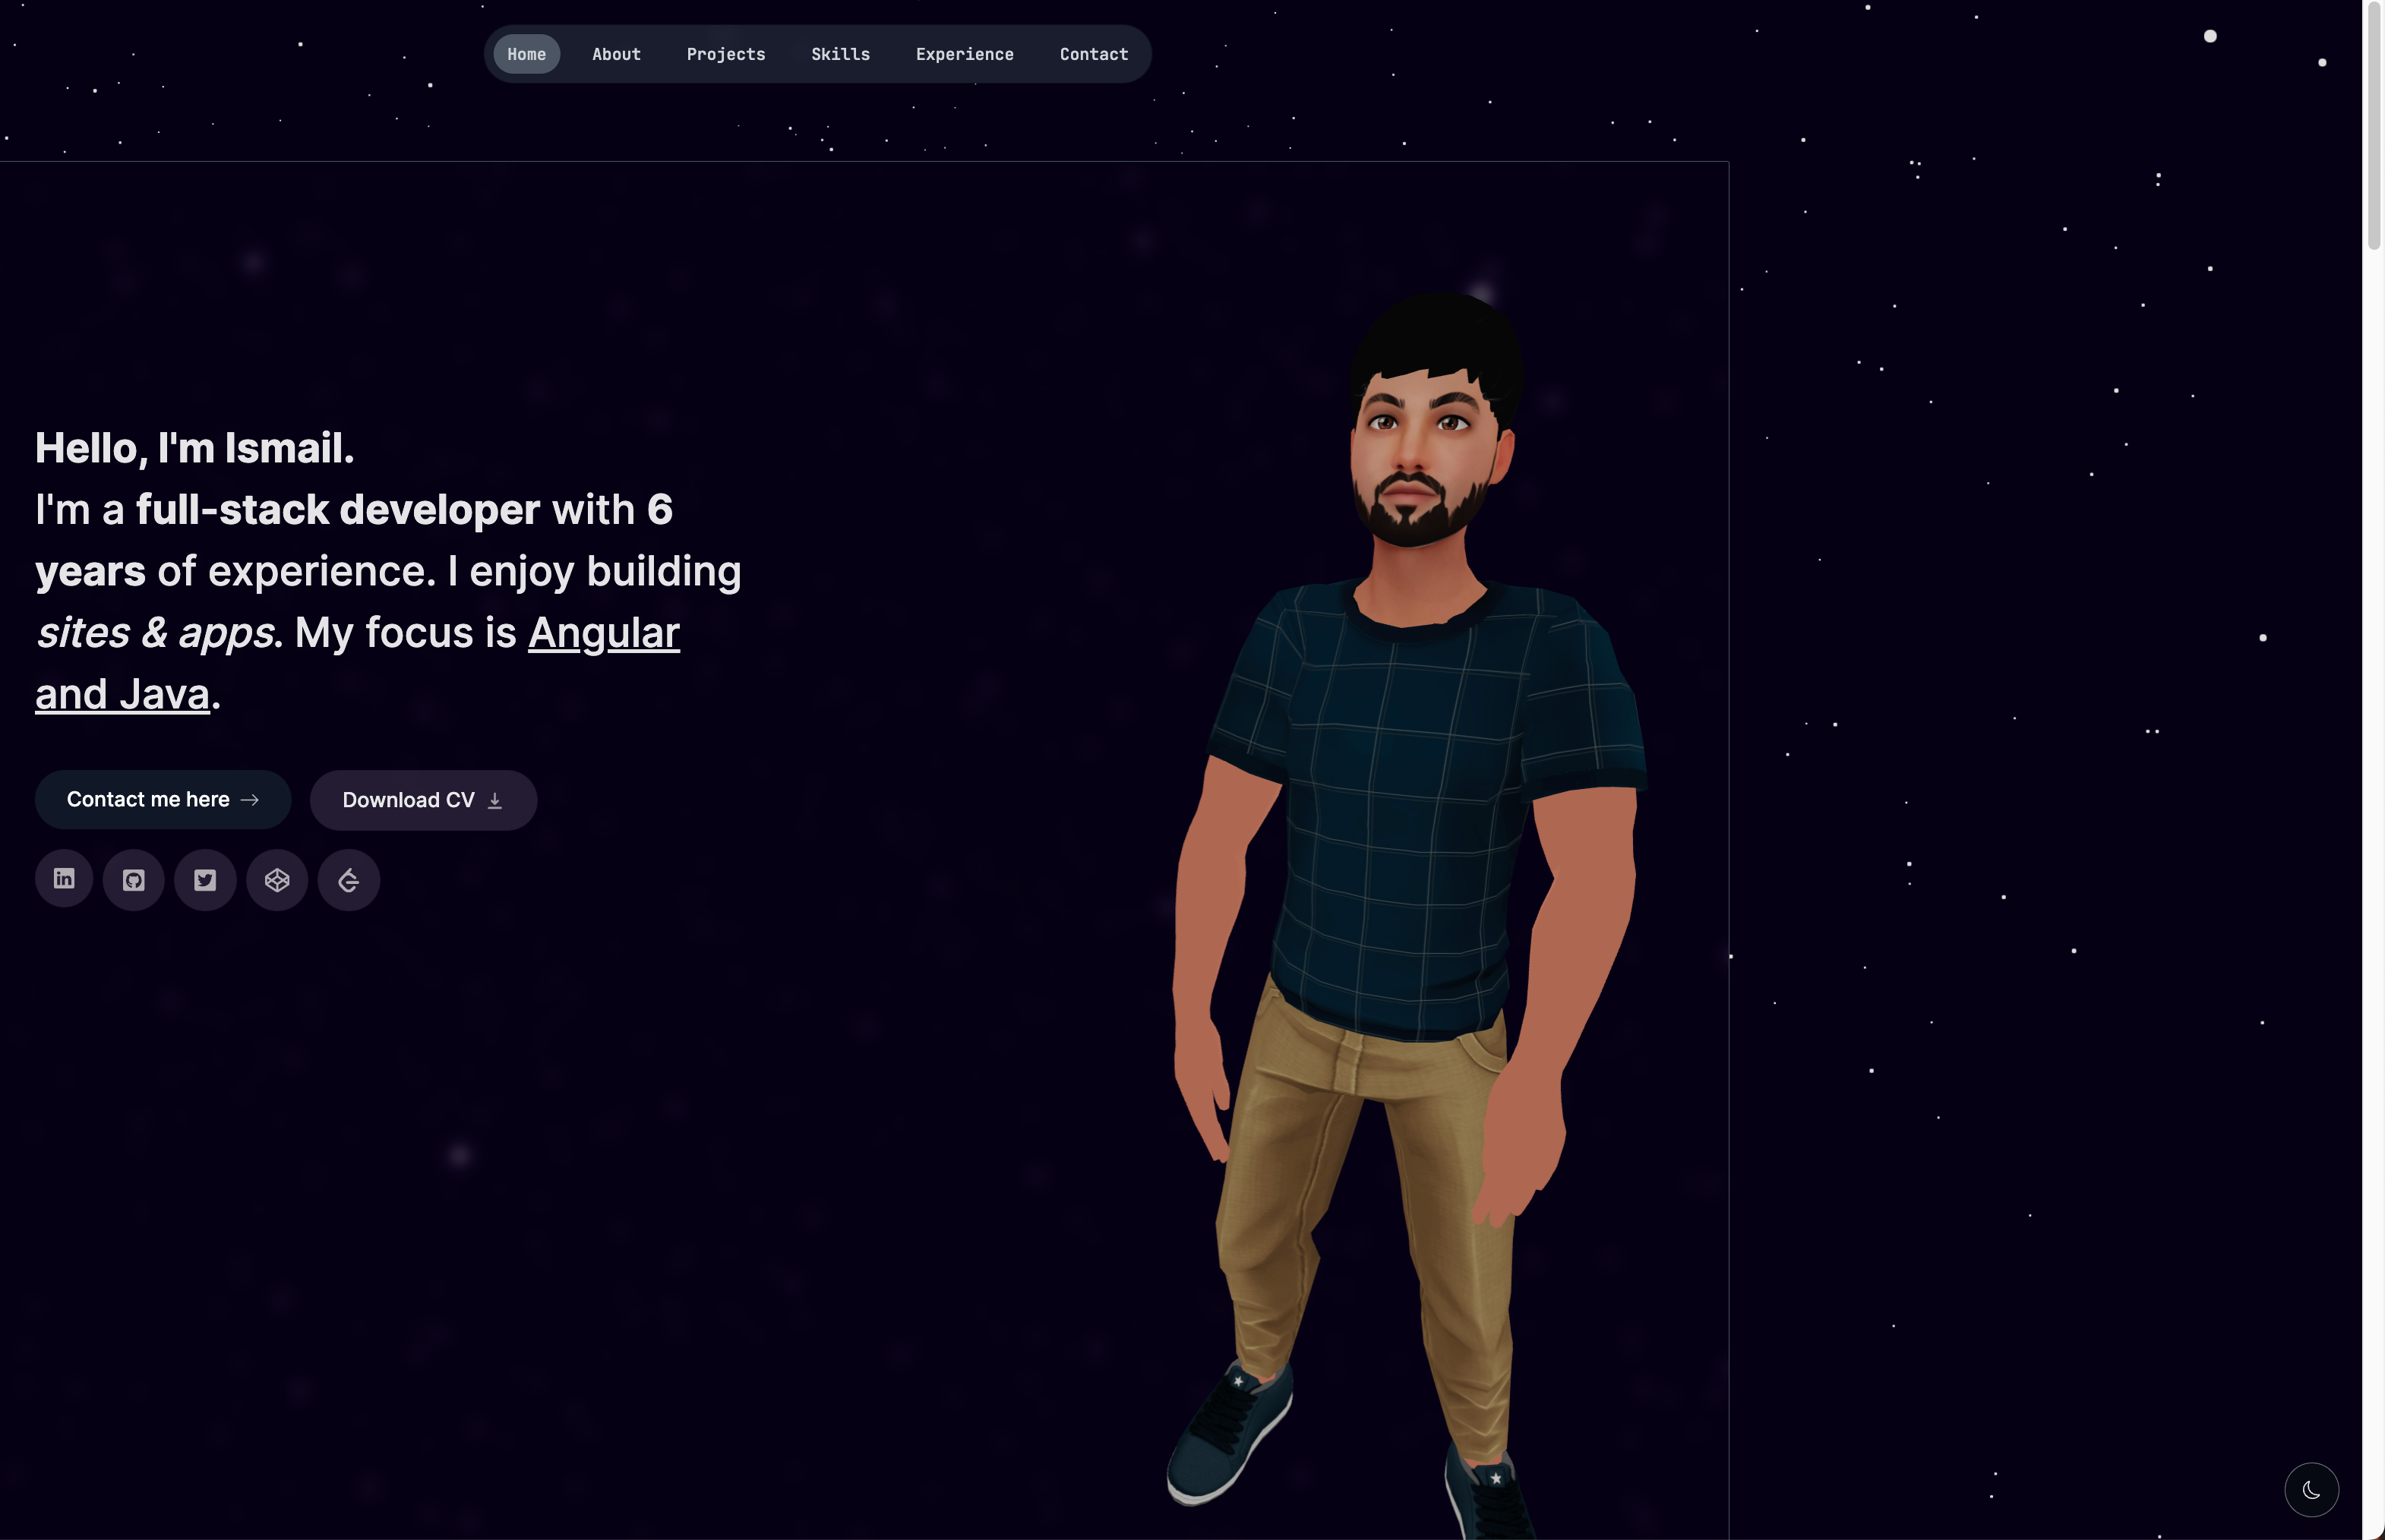 Home About Projects Skills Experience Contact
Hello, I'm Ismail.
I'm a full-stack developer with 6
years of experience. I enjoy building
sites & apps. My focus is Angular
and Java.
Contact me here
Download CV
in